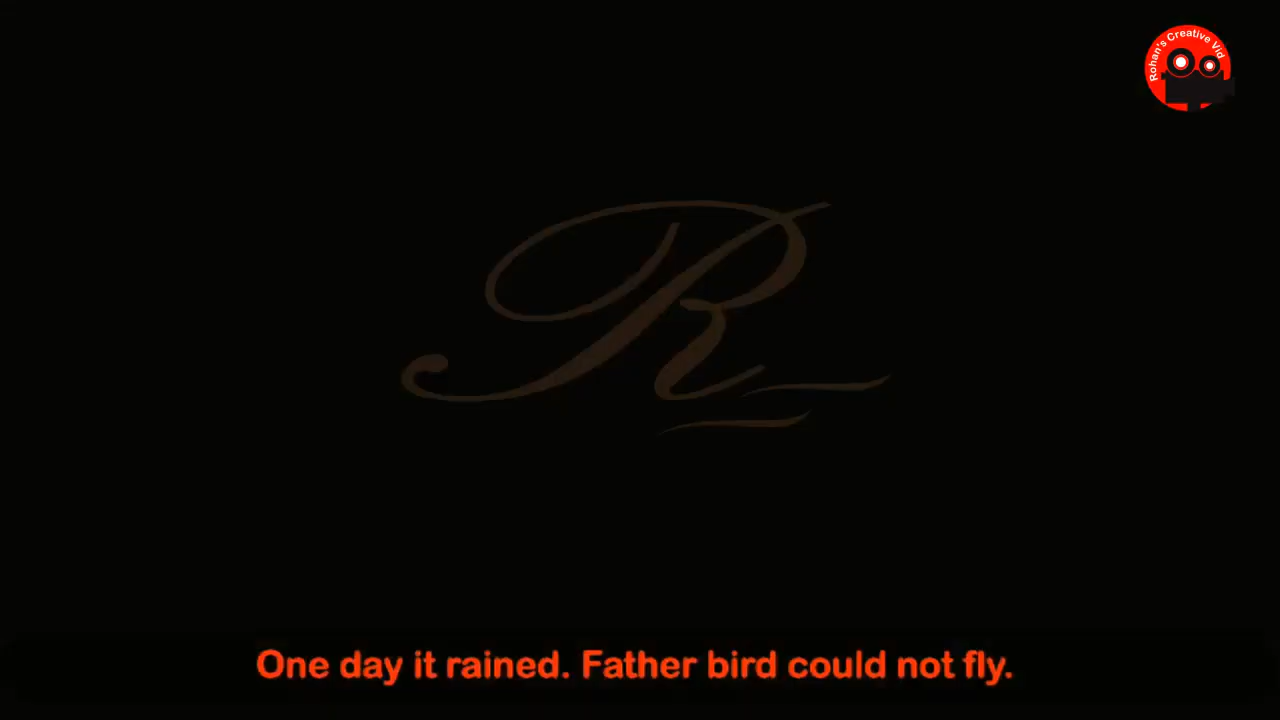 Rohan's Creative Vid
R
One day it rained. Father bird could not fly.